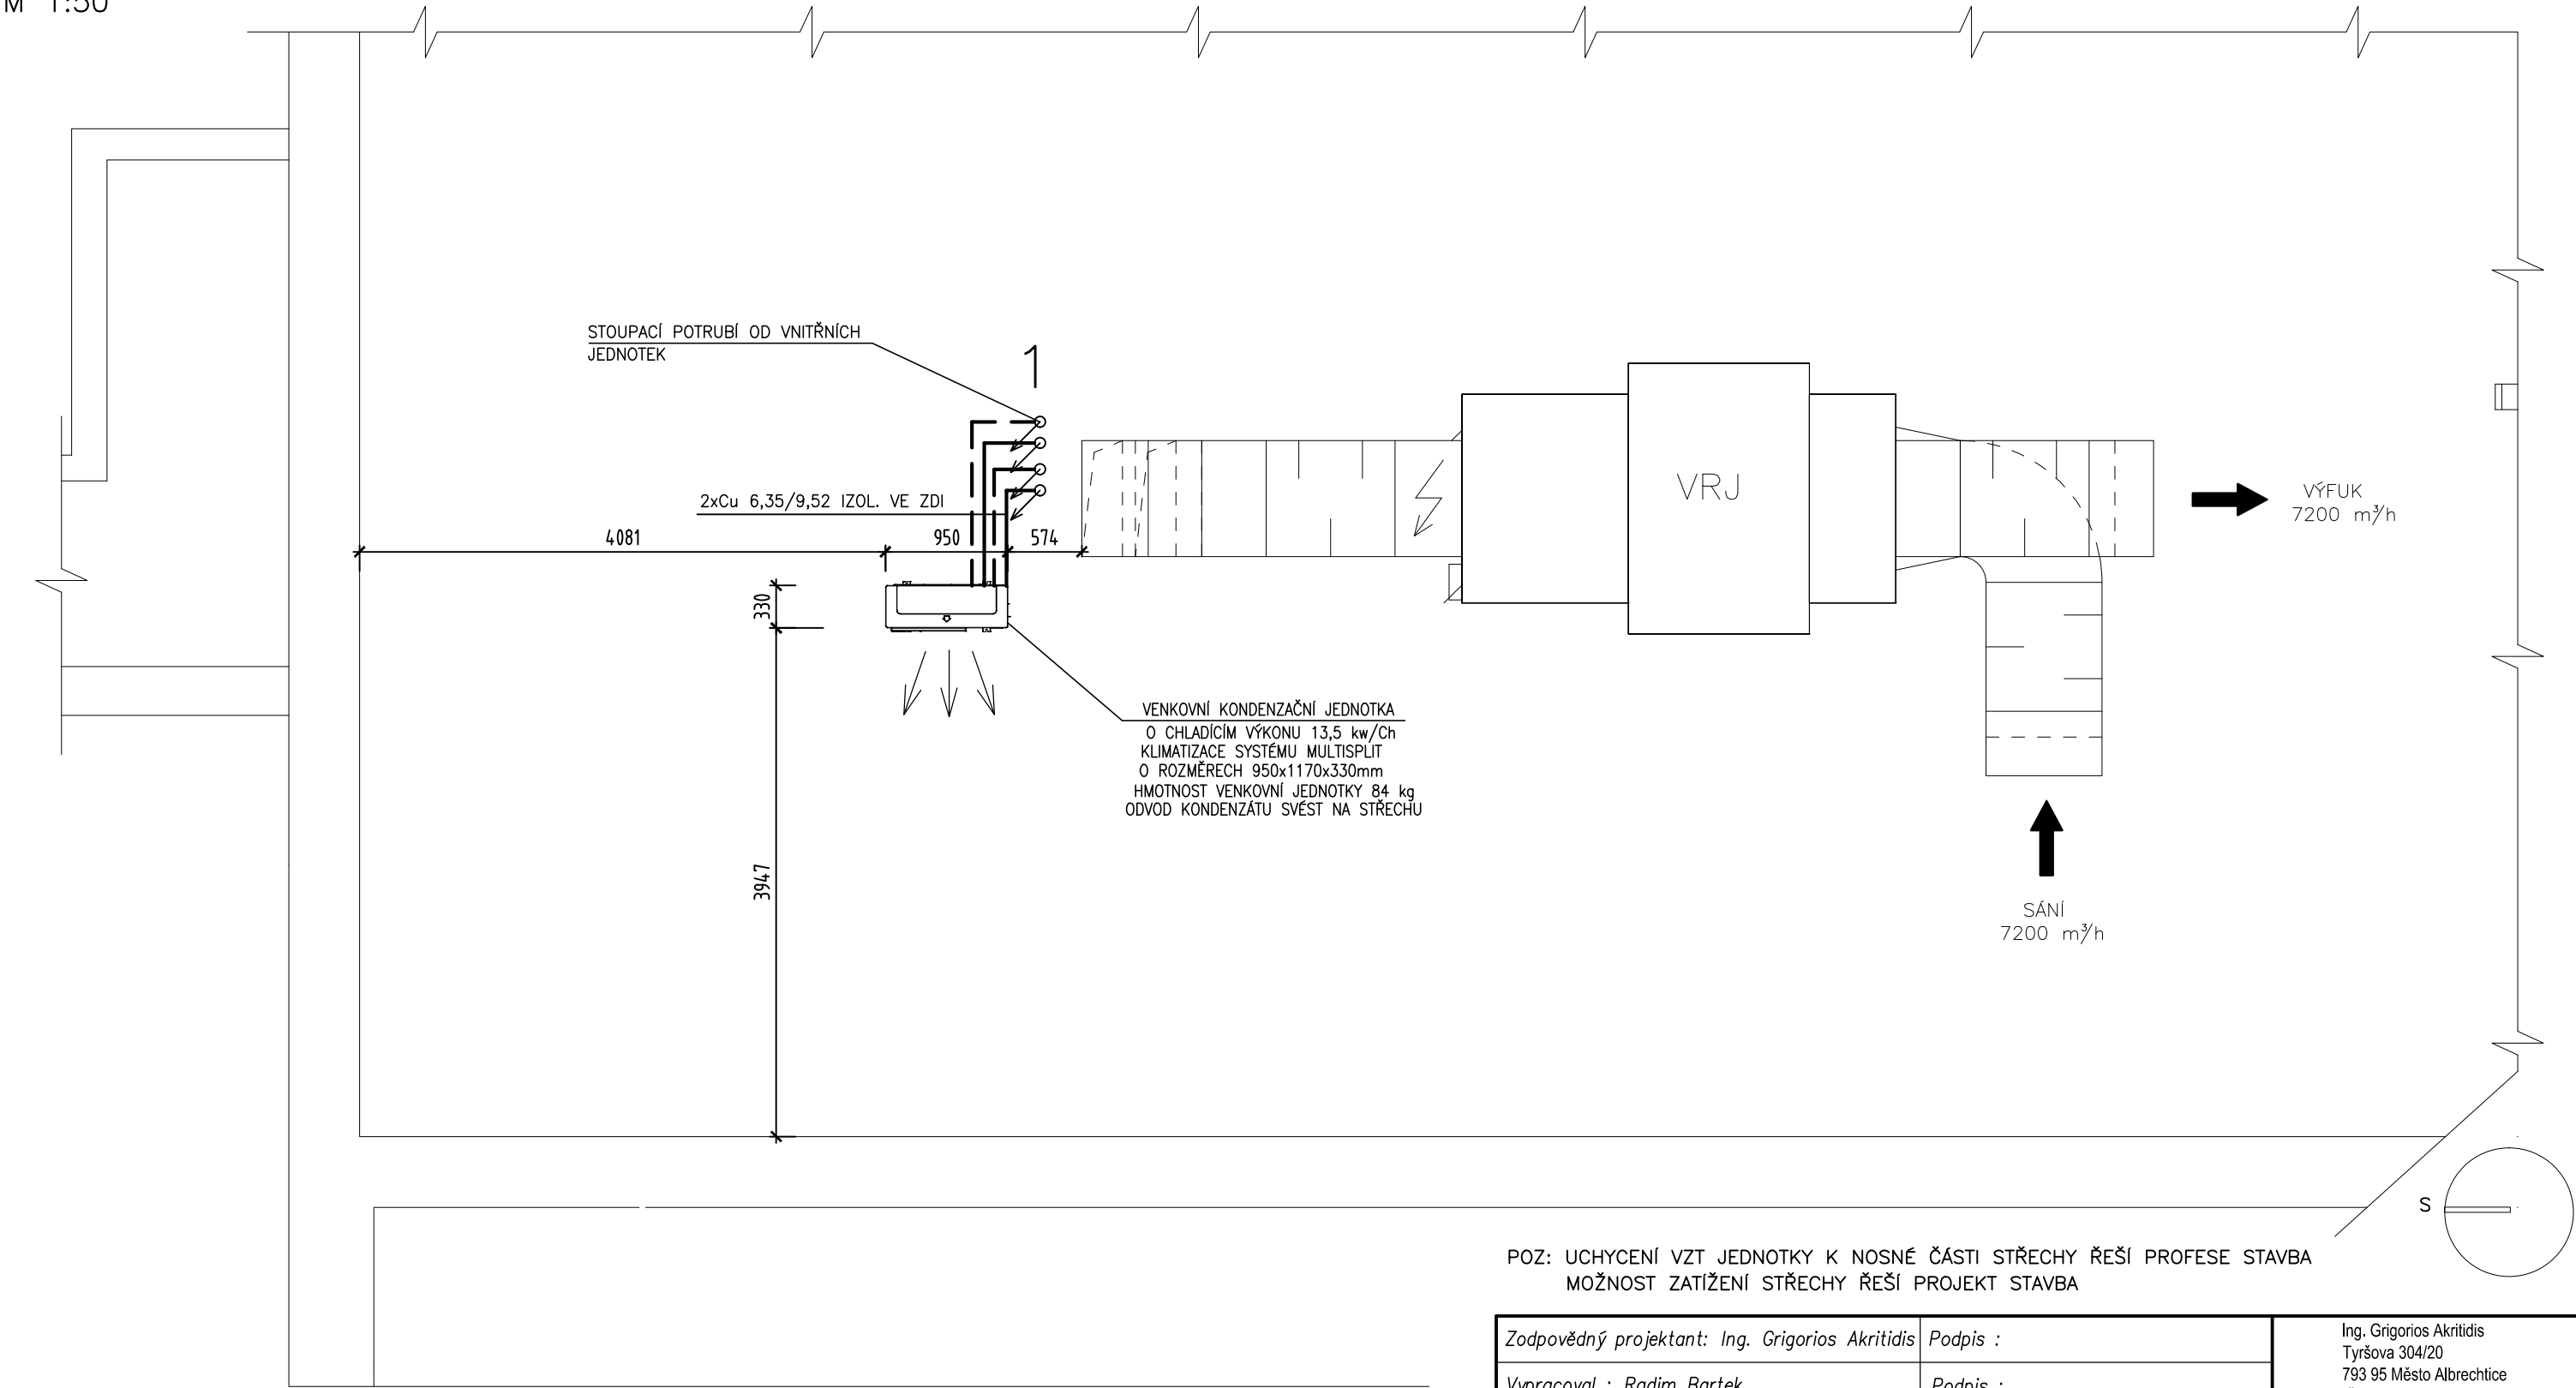 M 1:50
STOUPACÍ POTRUBÍ OD VNITŘNÍCH
JEDNOTEK
1
2xCu 6,35/9,52 IZOL. VE ZDI
4081
950
574
330
3947
VRJ
VÝFUK
7200 m³/h
VENKOVNÍ KONDENZAČNÍ JEDNOTKA
O CHLADÍCÍM VÝKONU 13,5 kw/Ch
KLIMATIZACE SYSTÉMU MULTISPLIT
O ROZMĚRECH 950x1170x330mm
HMOTNOST VENKOVNÍ JEDNOTKY 84 kg
ODVOD KONDENZÁTU SVÉST NA STŘECHU
SÁNÍ
7200 m³/h
S
POZ: UCHYCENÍ VZT JEDNOTKY K NOSNÉ ČÁSTI STŘECHY ŘEŠÍ PROFESE STAVBA
MOŽNOST ZATÍŽENÍ STŘECHY ŘEŠÍ PROJEKT STAVBA
Zodpovědný projektant: Ing. Grigorios Akritidis
Podpis :
Vypracoval : Radim Bartek
Podpis :
Ing. Grigorios Akritidis
Tyršova 304/20
793 95 Město Albrechtice